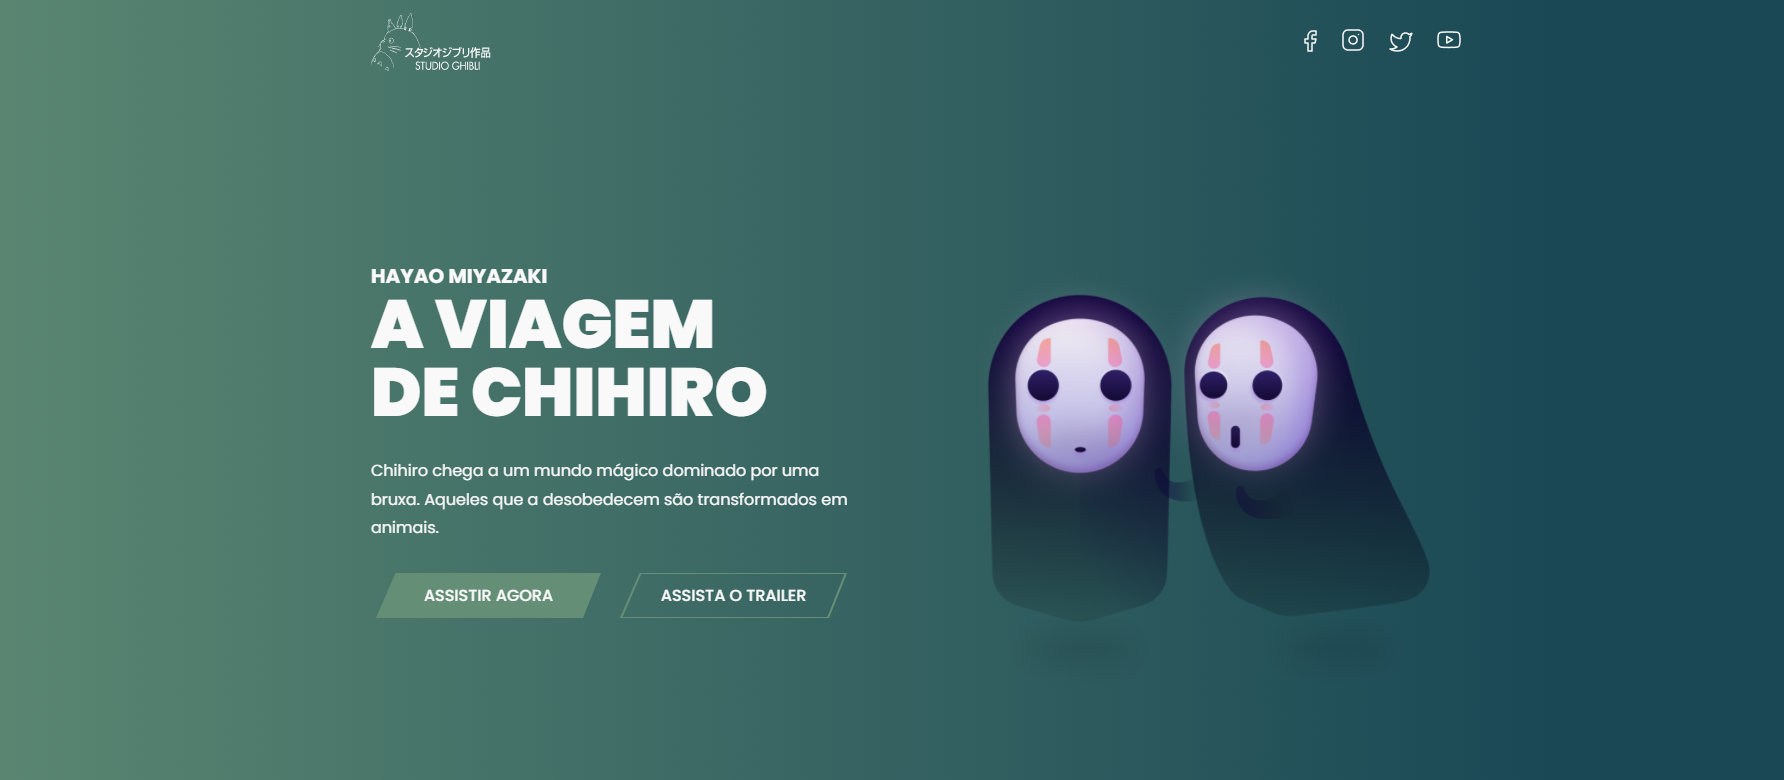 スタジオジブリ作品
STUDIO GHIBLI
HAYAO MIYAZAKI
A VIAGEM
DE CHIHIRO
Chihiro chega a um mundo mágico dominado por uma
bruxa. Aqueles que a desobedecem são transformados em
animais.
ASSISTIR AGORA
ASSISTA O TRAILER